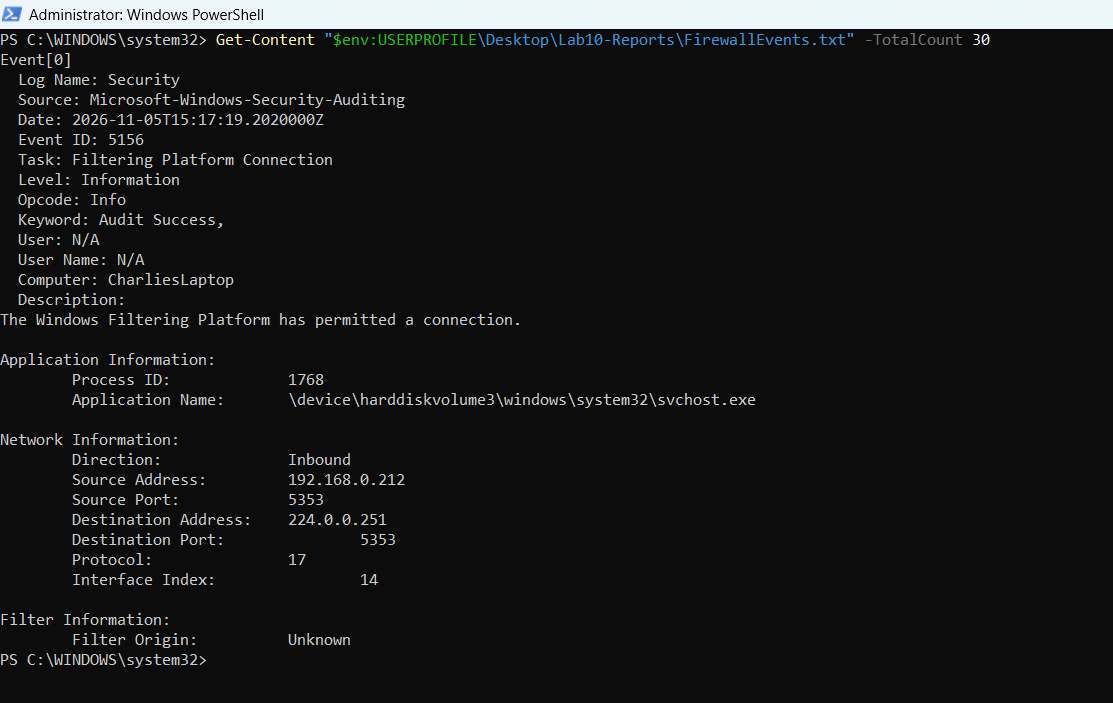 Administrator: Windows PowerShell
PS C:\WINDOWS\system32> Get-Content "$env:USERPROFILE\Desktop\Lab10-Reports\FirewallEvents.txt" -TotalCount 30
Event[0]
  Log Name: Security
  Source: Microsoft-Windows-Security-Auditing
  Date: 2026-11-05T15:17:19.2020000Z
  Event ID: 5156
  Task: Filtering Platform Connection
  Level: Information
  Opcode: Info
  Keyword: Audit Success,
  User: N/A
  User Name: N/A
  Computer: CharliesLaptop
  Description:
The Windows Filtering Platform has permitted a connection.

Application Information:
        Process ID:             1768
        Application Name:       \device\harddiskvolume3\windows\system32\svchost.exe

Network Information:
        Direction:              Inbound
        Source Address:         192.168.0.212
        Source Port:            5353
        Destination Address:    224.0.0.251
        Destination Port:               5353
        Protocol:               17
        Interface Index:                14

Filter Information:
        Filter Origin:          Unknown
PS C:\WINDOWS\system32>